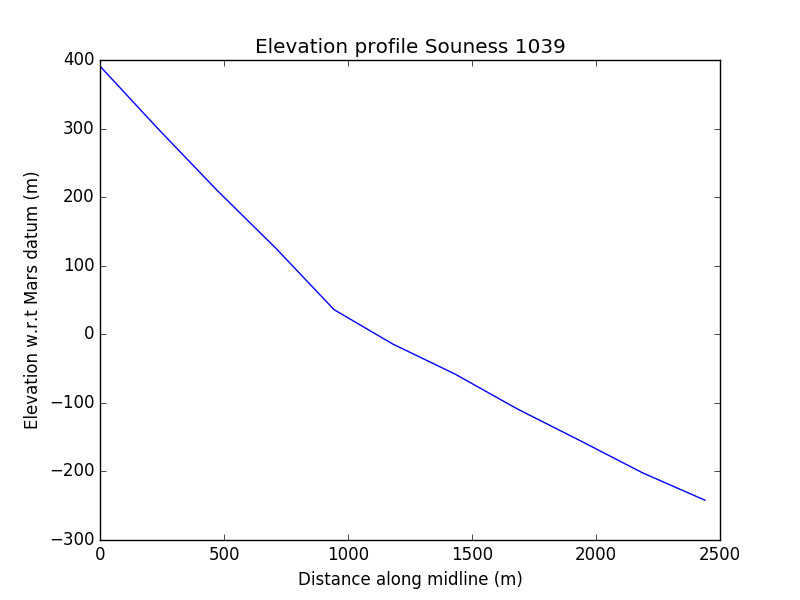 Elevation profile Souness 1039
400
300
200
100
0
−100
−200
−300
Elevation w.r.t Mars datum (m)
0 500 1000 1500 2000 2500
Distance along midline (m)